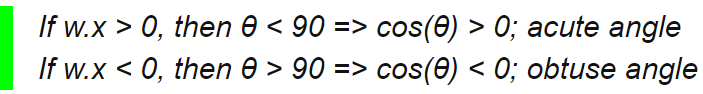 If w.x > 0, then θ < 90 => cos(θ) > 0; acute angle
If w.x < 0, then θ > 90 => cos(θ) < 0; obtuse angle